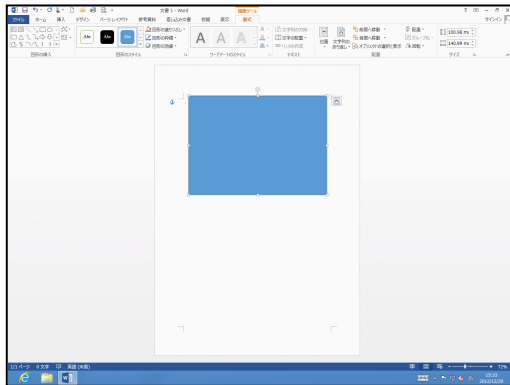 文書 1 - Word
描画ツール
サインイン
ファイル ホーム 挿入 デザイン ページ レイアウト 参考資料 差し込み文書 校閲 表示 書式
Abc Abc Abc
図形の塗りつぶし
図形の枠線
図形の効果
A A A
文字列の方向
文字の配置
リンクの作成
位置
文字列の
折り返し
前面へ移動
背面へ移動
オブジェクトの選択と表示
配置
グループ化
回転
100.98 mm
140.99 mm
図形の挿入 図形のスタイル ワードアートのスタイル テキスト 配置 サイズ
1/1 ページ 0 文字 英語 (米国)
72%
15:33
2012/12/30